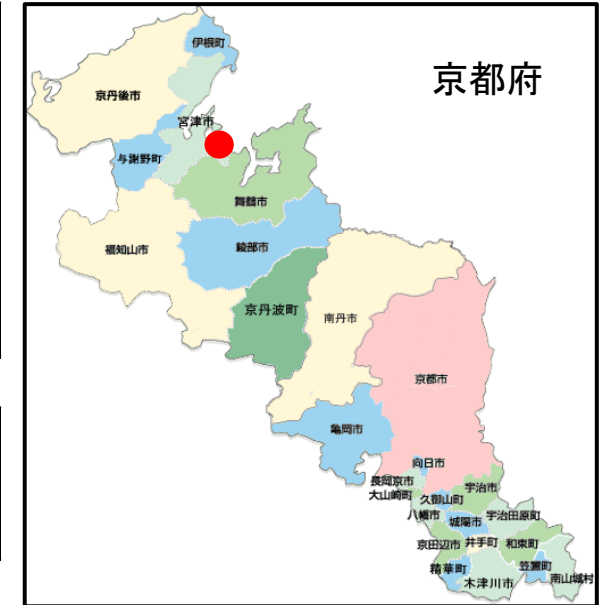 京都府
伊根町
京丹後市
宮津市
与謝野町
舞鶴市
福知山市
綾部市
京丹波町
南丹市
京都市
亀岡市
向日市
長岡京市
大山崎町
宇治市
久御山町
八幡市
城陽市
宇治田原町
京田辺市
井手町
和束町
精華町
笠置町
木津川市
南山城村